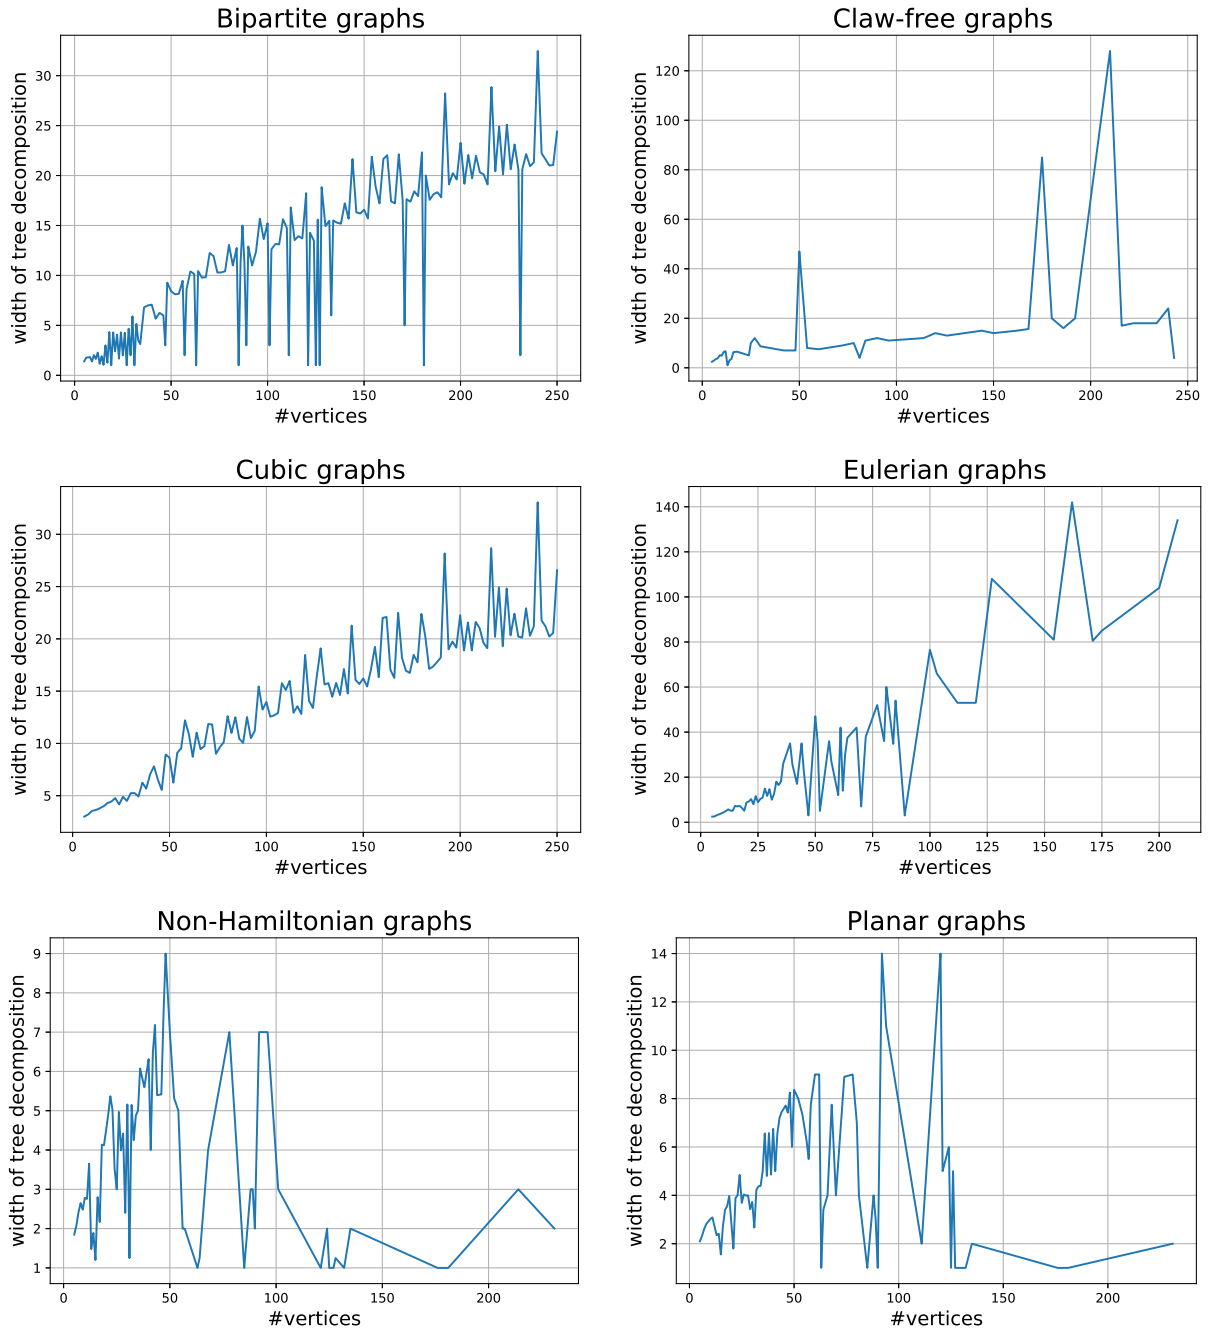 Bipartite graphs
width of tree decomposition
30
25
20
15
10
5
0
0 50 100 150 200 250
#vertices
Claw-free graphs
width of tree decomposition
120
100
80
60
40
20
0
0 50 100 150 200 250
#vertices
Cubic graphs
width of tree decomposition
30
25
20
15
10
5
0 50 100 150 200 250
#vertices
Eulerian graphs
width of tree decomposition
140
120
100
80
60
40
20
0
0 25 50 75 100 125 150 175 200
#vertices
Non-Hamiltonian graphs
width of tree decomposition
9
8
7
6
5
4
3
2
1
0 50 100 150 200
#vertices
Planar graphs
width of tree decomposition
14
12
10
8
6
4
2
0 50 100 150 200
#vertices